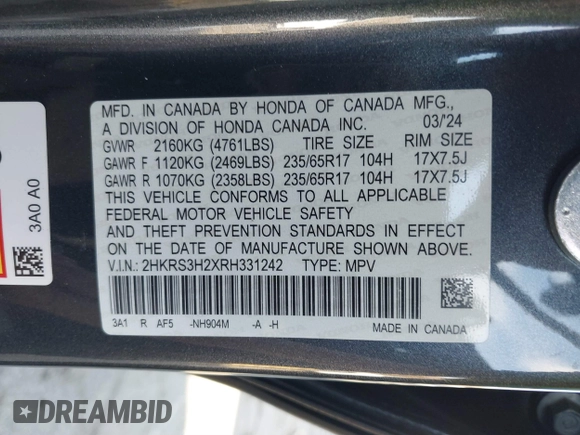 MFD. IN CANADA BY HONDA OF CANADA MFG.,
A DIVISION OF HONDA CANADA INC. 03/'24
GVWR 2160KG (4761LBS) TIRE SIZE RIM SIZE
GAWR F 1120KG (2469LBS) 235/65R17 104H 17X7.5J
GAWR R 1070KG (2358LBS) 235/65R17 104H 17X7.5J
THIS VEHICLE CONFORMS TO ALL APPLICABLE
FEDERAL MOTOR VEHICLE SAFETY
AND THEFT PREVENTION STANDARDS IN EFFECT
ON THE DATE OF MANUFACTURE SHOWN ABOVE.
V.I.N.: 2HKRS3H2XRH331242 TYPE: MPV
3A1 R AF5 -NH904M -A -H MADE IN CANADA
3A0 A0
DREAMBID